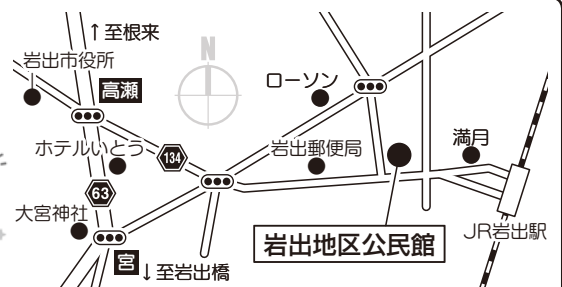 ↑至根来
岩出市役所
高瀬
N
ローソン
ホテルいとう
134
岩出郵便局
満月
63
大宮神社
宮
↓至岩出橋
岩出地区公民館
JR岩出駅